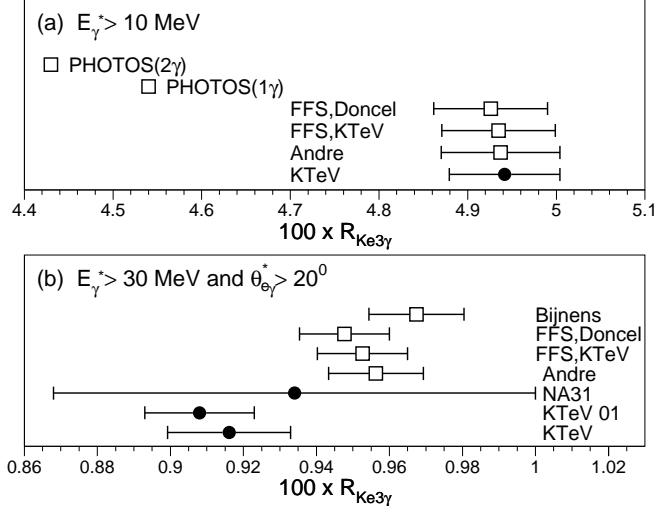 (a) E*γ > 10 MeV
PHOTOS(2γ)
PHOTOS(1γ)
FFS,Doncel
FFS,KTeV
Andre
KTeV
4.4 4.5 4.6 4.7 4.8 4.9 5 5.1
100 x RKe3γ
(b) E*γ > 30 MeV and θ*eγ > 20⁰
Bijnens
FFS,Doncel
FFS,KTeV
Andre
NA31
KTeV 01
KTeV
0.86 0.88 0.9 0.92 0.94 0.96 0.98 1 1.02
100 x RKe3γ